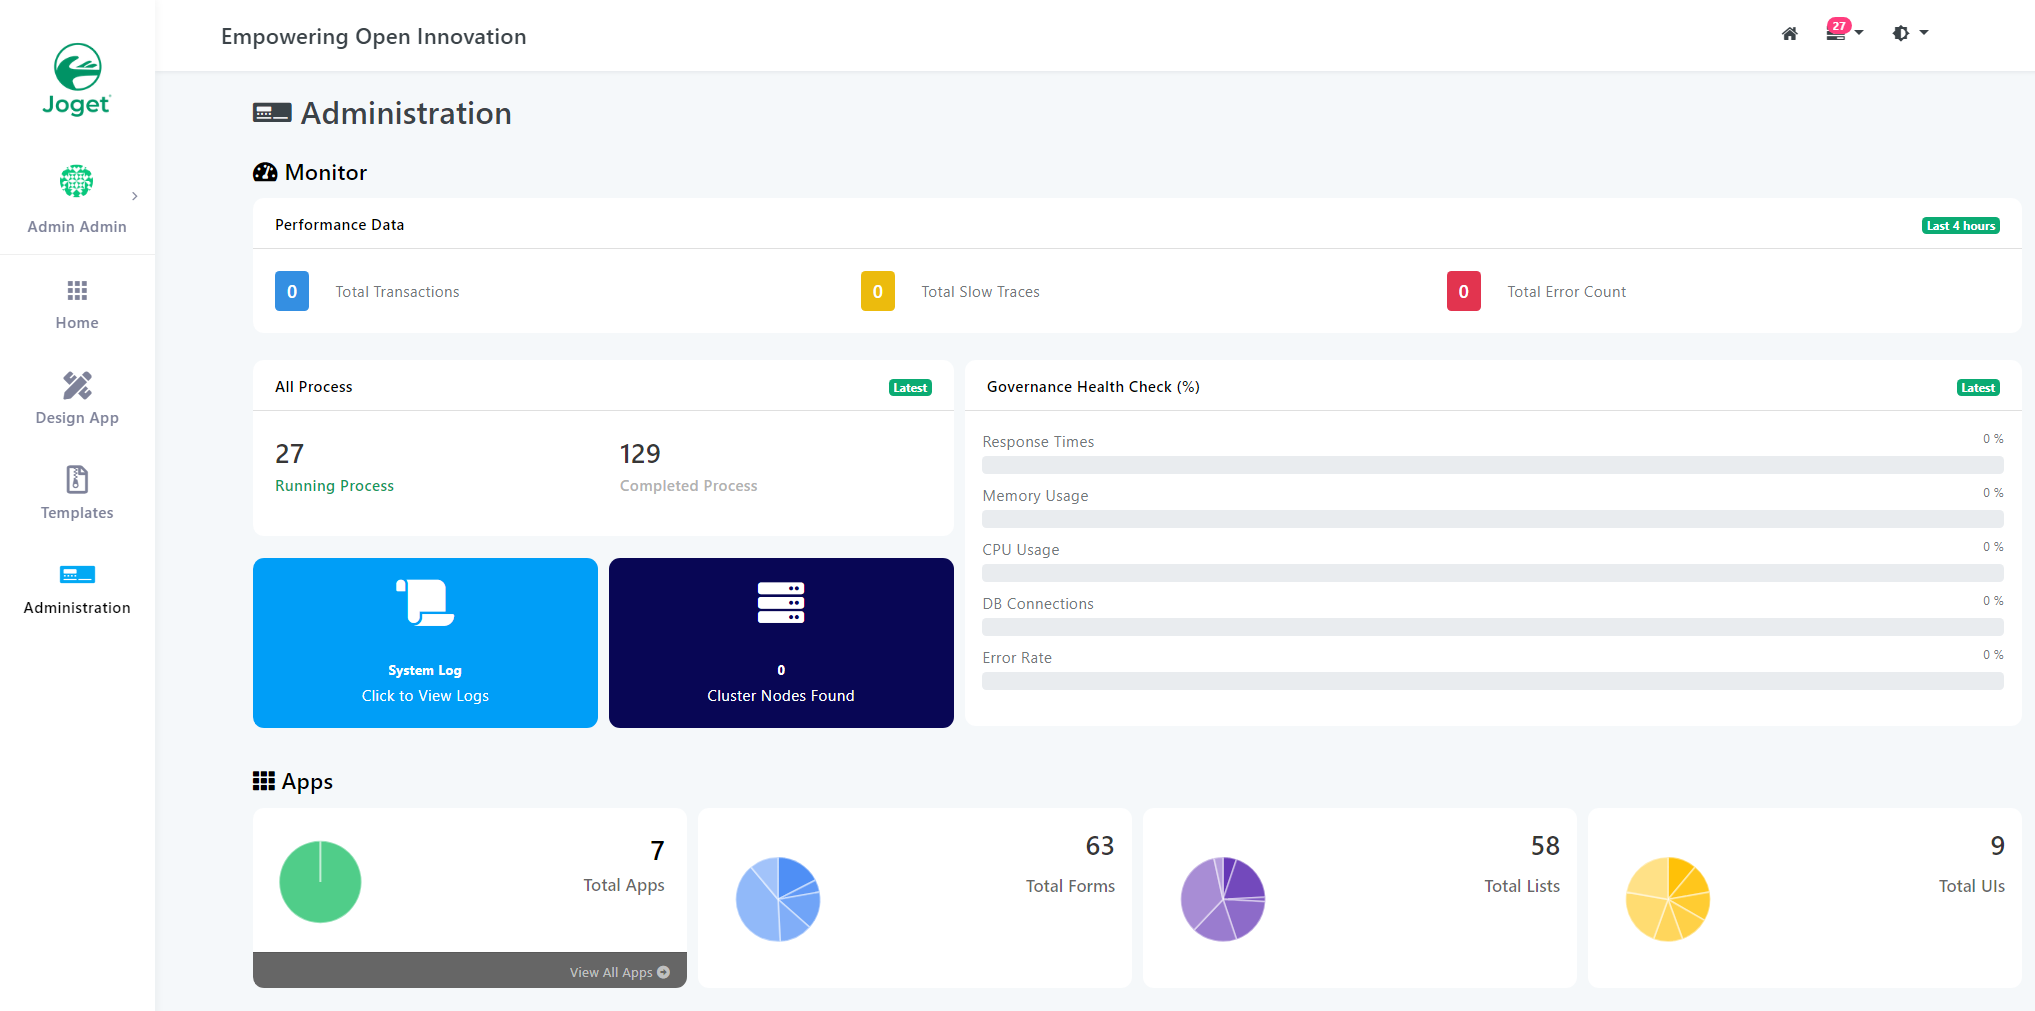 Empowering Open Innovation
27
Joget
Admin Admin
Home
Design App
Templates
Administration
Administration
Monitor
Performance Data
Last 4 hours
0 Total Transactions
0 Total Slow Traces
0 Total Error Count
All Process
Latest
27
Running Process
129
Completed Process
System Log
Click to View Logs
0
Cluster Nodes Found
Governance Health Check (%)
Latest
Response Times 0 %
Memory Usage 0 %
CPU Usage 0 %
DB Connections 0 %
Error Rate 0 %
Apps
7
Total Apps
View All Apps
63
Total Forms
58
Total Lists
9
Total UIs